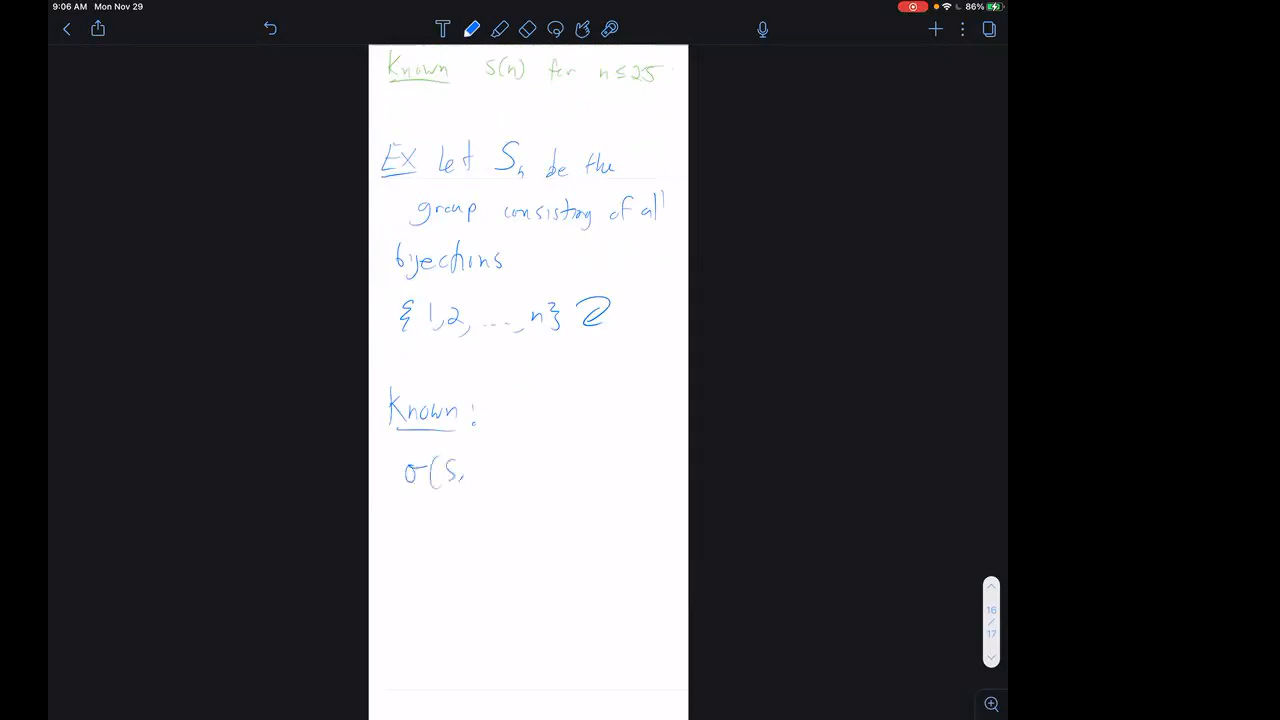 9:06 AM Mon Nov 29
86%
Known S(n) for n ≤ 25
EX let Sₙ be the
group consisting of all
bijections
{ 1,2, ...., n}
Known :
σ(S
16
/
17